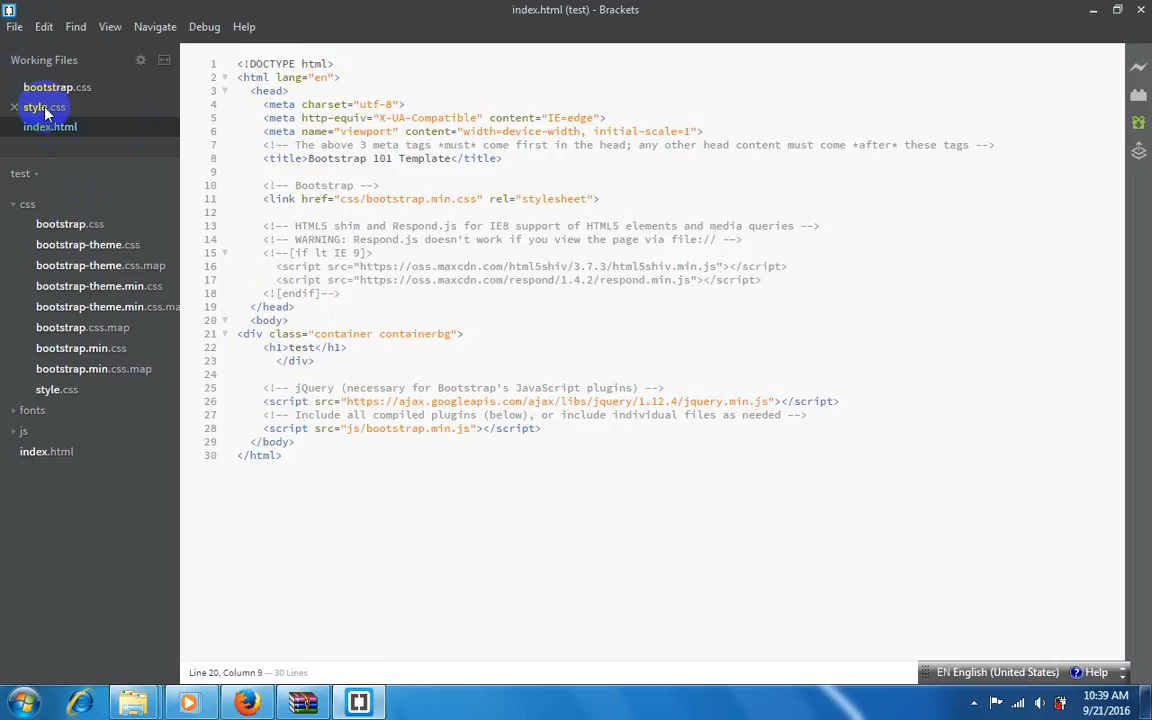 index.html (test) - Brackets
File Edit Find View Navigate Debug Help
Working Files
bootstrap.css
style.css
index.html
test
css
bootstrap.css
bootstrap-theme.css
bootstrap-theme.css.map
bootstrap-theme.min.css
bootstrap-theme.min.css.ma
bootstrap.css.map
bootstrap.min.css
bootstrap.min.css.map
style.css
fonts
js
index.html
1 <!DOCTYPE html>
2 <html lang="en">
3 <head>
4 <meta charset="utf-8">
5 <meta http-equiv="X-UA-Compatible" content="IE=edge">
6 <meta name="viewport" content="width=device-width, initial-scale=1">
7 <!-- The above 3 meta tags *must* come first in the head; any other head content must come *after* these tags -->
8 <title>Bootstrap 101 Template</title>
9
10 <!-- Bootstrap -->
11 <link href="css/bootstrap.min.css" rel="stylesheet">
12
13 <!-- HTML5 shim and Respond.js for IE8 support of HTML5 elements and media queries -->
14 <!-- WARNING: Respond.js doesn't work if you view the page via file:// -->
15 <!--[if lt IE 9]>
16 <script src="https://oss.maxcdn.com/html5shiv/3.7.3/html5shiv.min.js"></script>
17 <script src="https://oss.maxcdn.com/respond/1.4.2/respond.min.js"></script>
18 <![endif]-->
19 </head>
20 <body>
21 <div class="container containerbg">
22 <h1>test</h1>
23 </div>
24
25 <!-- jQuery (necessary for Bootstrap's JavaScript plugins) -->
26 <script src="https://ajax.googleapis.com/ajax/libs/jquery/1.12.4/jquery.min.js"></script>
27 <!-- Include all compiled plugins (below), or include individual files as needed -->
28 <script src="js/bootstrap.min.js"></script>
29 </body>
30 </html>
Line 20, Column 9 — 30 Lines
EN English (United States) Help
10:39 AM
9/21/2016